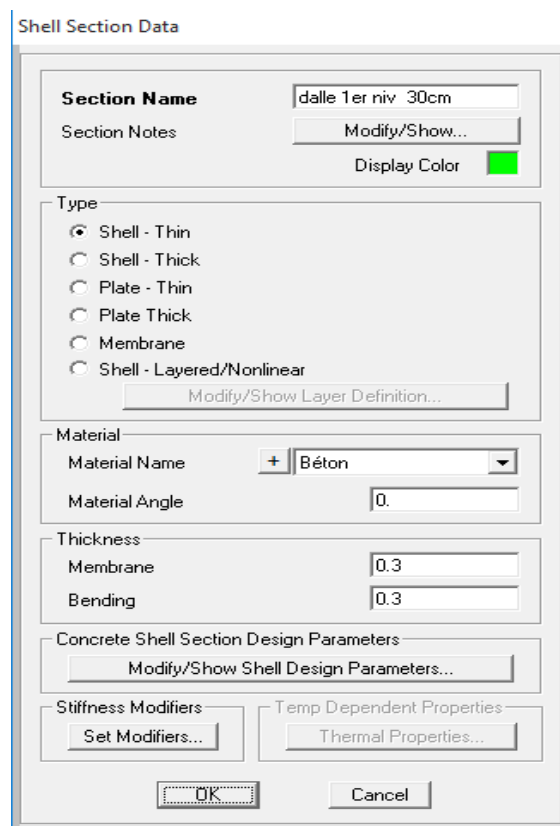 Shell Section Data
Section Name dalle 1er niv 30cm
Section Notes Modify/Show...
Display Color
Type
Shell - Thin
Shell - Thick
Plate - Thin
Plate Thick
Membrane
Shell - Layered/Nonlinear
Modify/Show Layer Definition...
Material
Material Name + Béton
Material Angle 0.
Thickness
Membrane 0.3
Bending 0.3
Concrete Shell Section Design Parameters
Modify/Show Shell Design Parameters...
Stiffness Modifiers Temp Dependent Properties
Set Modifiers... Thermal Properties...
OK Cancel